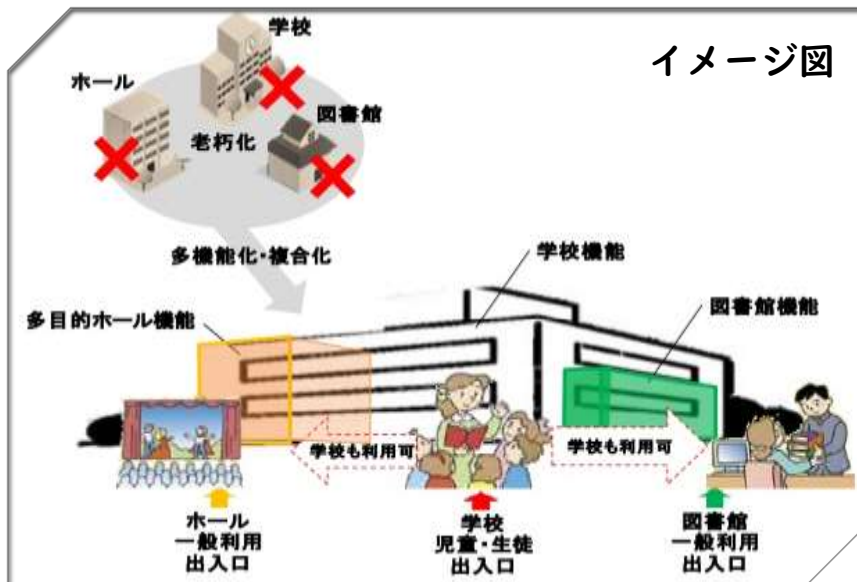 イメージ図
学校
ホール
図書館
老朽化
多機能化・複合化
学校機能
図書館機能
多目的ホール機能
学校も利用可
学校も利用可
ホール
一般利用
出入口
学校
児童・生徒
出入口
図書館
一般利用
出入口